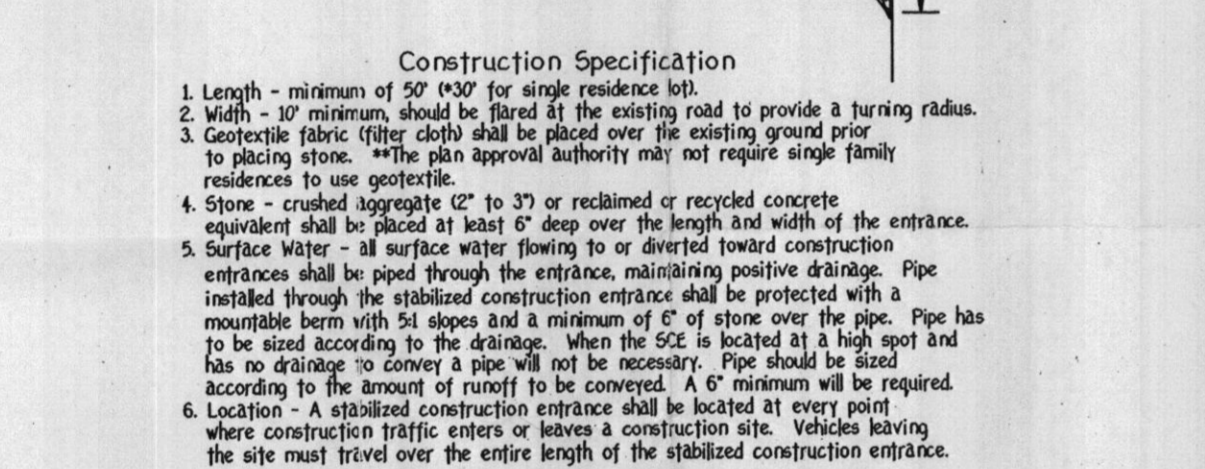 Construction Specification
1. Length - minimum of 50' (*30' for single residence lot).
2. Width - 10' minimum, should be flared at the existing road to provide a turning radius.
3. Geotextile fabric (filter cloth) shall be placed over the existing ground prior
to placing stone. **The plan approval authority may not require single family
residences to use geotextile.
4. Stone - crushed aggregate (2" to 3") or reclaimed or recycled concrete
equivalent shall be placed at least 6" deep over the length and width of the entrance.
5. Surface Water - all surface water flowing to or diverted toward construction
entrances shall be piped through the entrance, maintaining positive drainage. Pipe
installed through the stabilized construction entrance shall be protected with a
mountable berm with 5:1 slopes and a minimum of 6" of stone over the pipe. Pipe has
to be sized according to the drainage. When the SCE is located at a high spot and
has no drainage to convey a pipe will not be necessary. Pipe should be sized
according to the amount of runoff to be conveyed. A 6" minimum will be required.
6. Location - A stabilized construction entrance shall be located at every point
where construction traffic enters or leaves a construction site. Vehicles leaving
the site must travel over the entire length of the stabilized construction entrance.